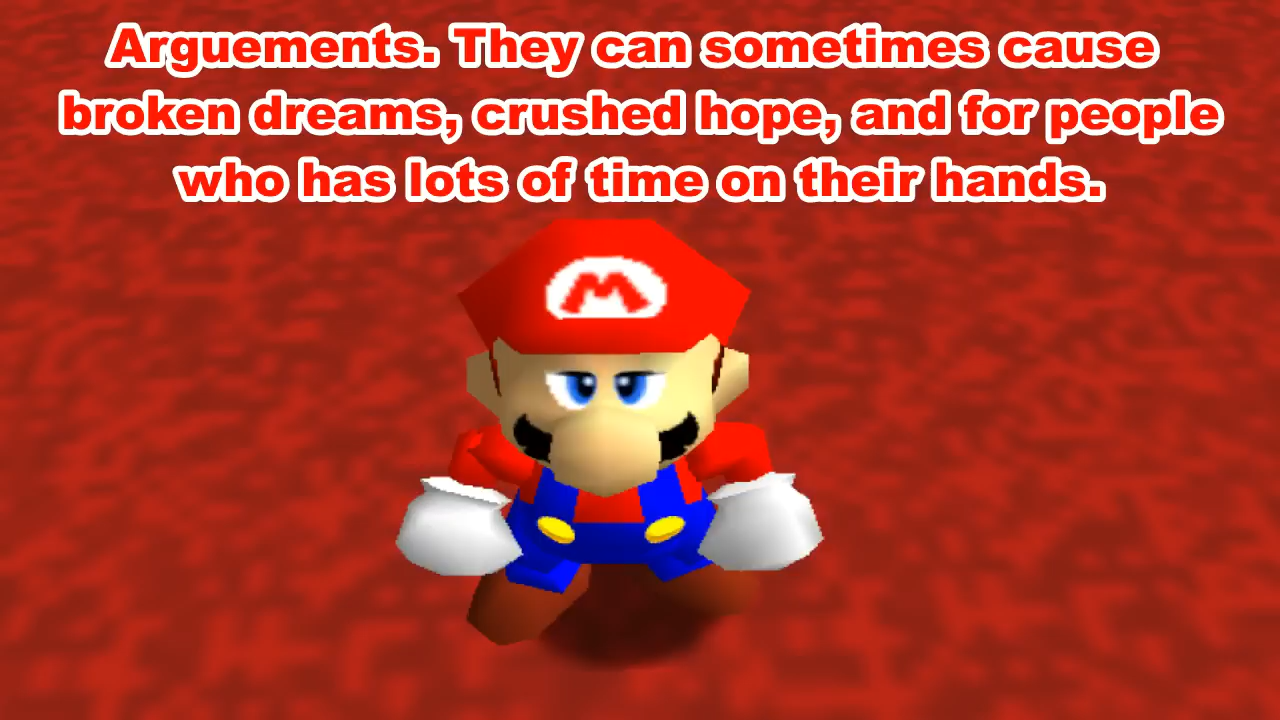 Arguements. They can sometimes cause
broken dreams, crushed hope, and for people
who has lots of time on their hands.
M